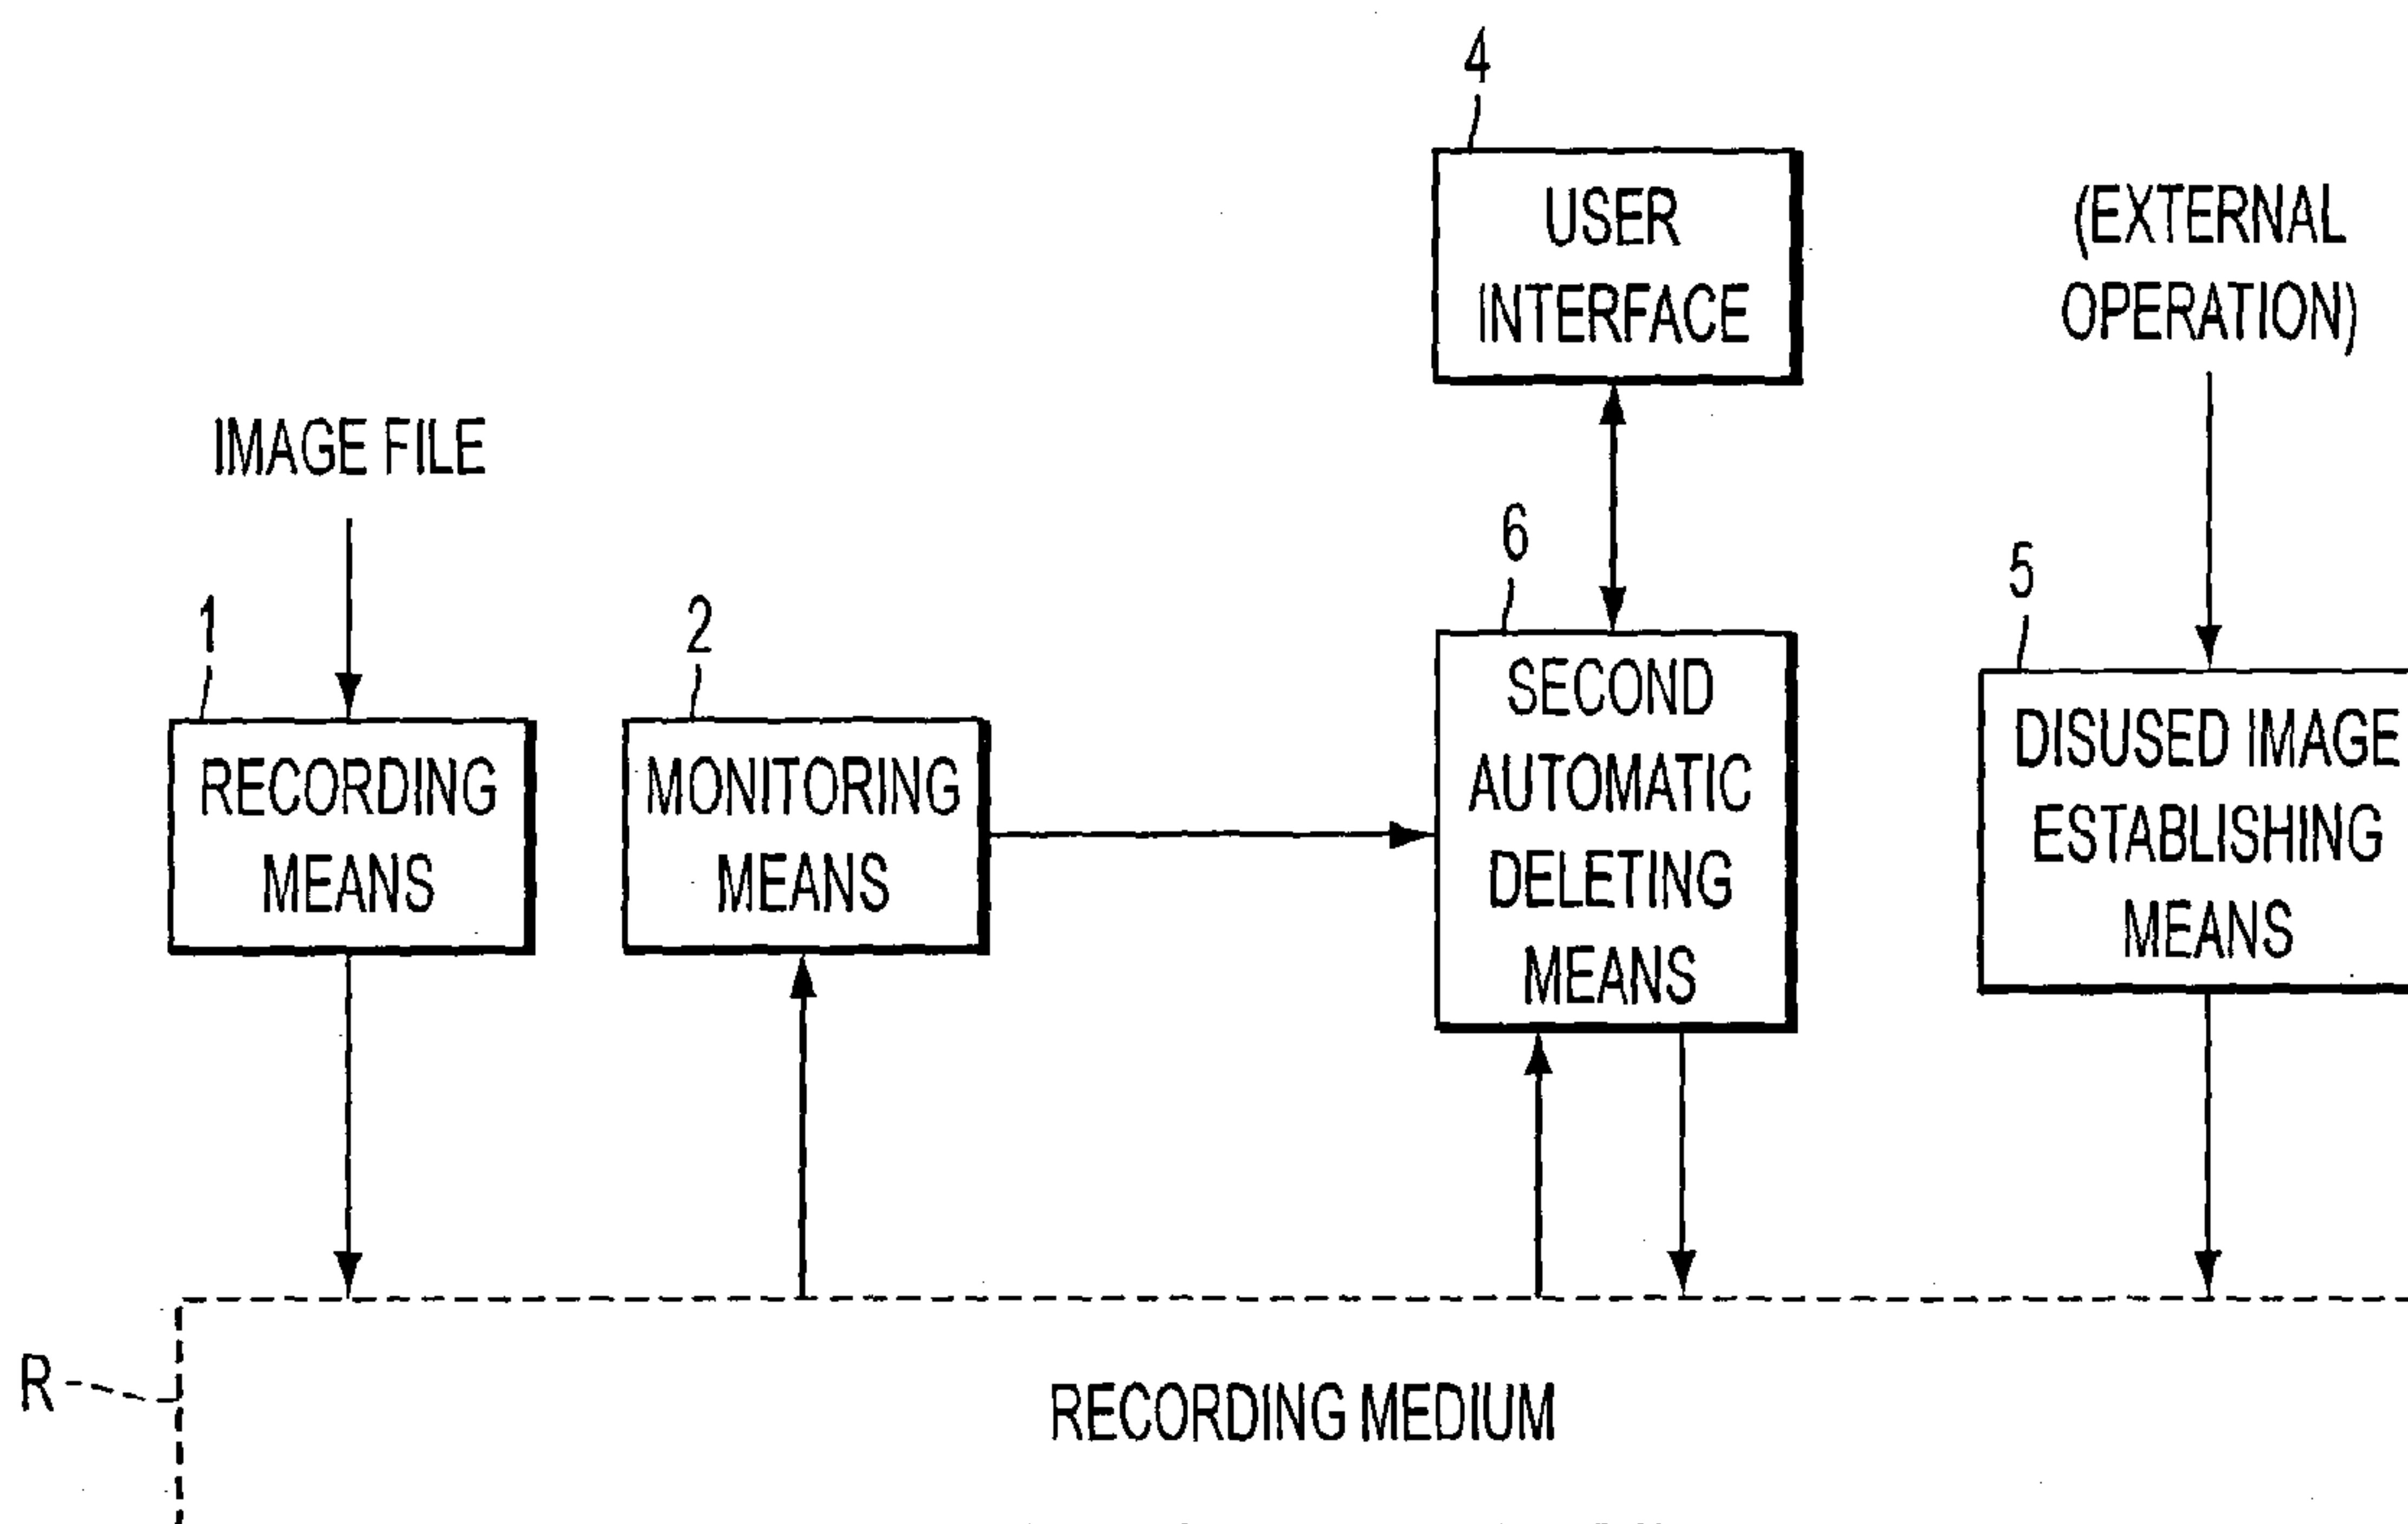 4
USER
INTERFACE
(EXTERNAL
OPERATION)
IMAGE FILE
6
5
1
2
RECORDING
MEANS
MONITORING
MEANS
SECOND
AUTOMATIC
DELETING
MEANS
DISUSED IMAGE
ESTABLISHING
MEANS
R
RECORDING MEDIUM